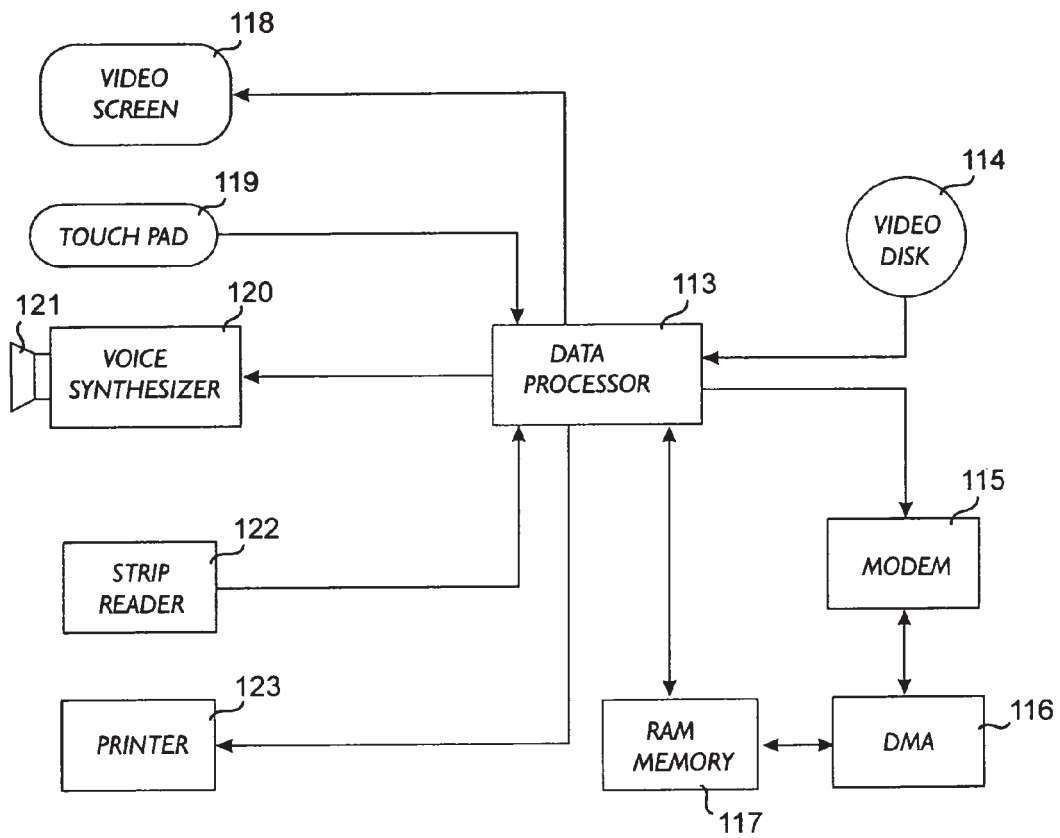 118
VIDEO
SCREEN
119
TOUCH PAD
114
VIDEO
DISK
121
120
VOICE
SYNTHESIZER
113
DATA
PROCESSOR
122
STRIP
READER
115
MODEM
123
PRINTER
RAM
MEMORY
117
DMA
116